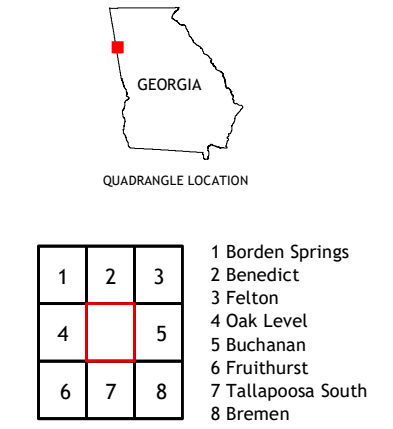 GEORGIA
QUADRANGLE LOCATION
1 2 3
4 5
6 7 8
1 Borden Springs
2 Benedict
3 Felton
4 Oak Level
5 Buchanan
6 Fruithurst
7 Tallapoosa South
8 Bremen